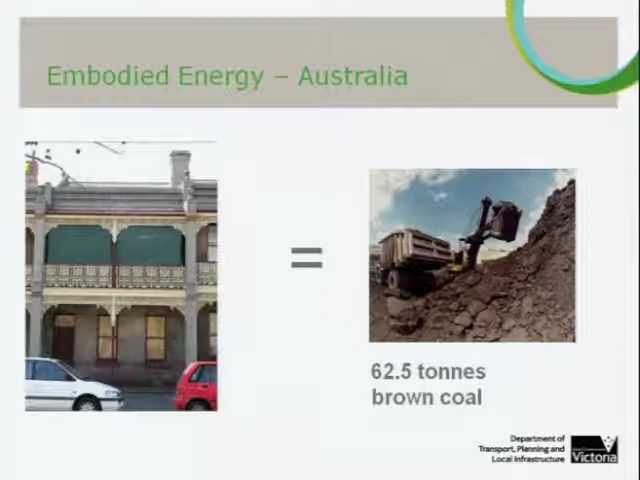 Embodied Energy – Australia
=
62.5 tonnes
brown coal
Department of
Transport, Planning and
Local Infrastructure
Victoria